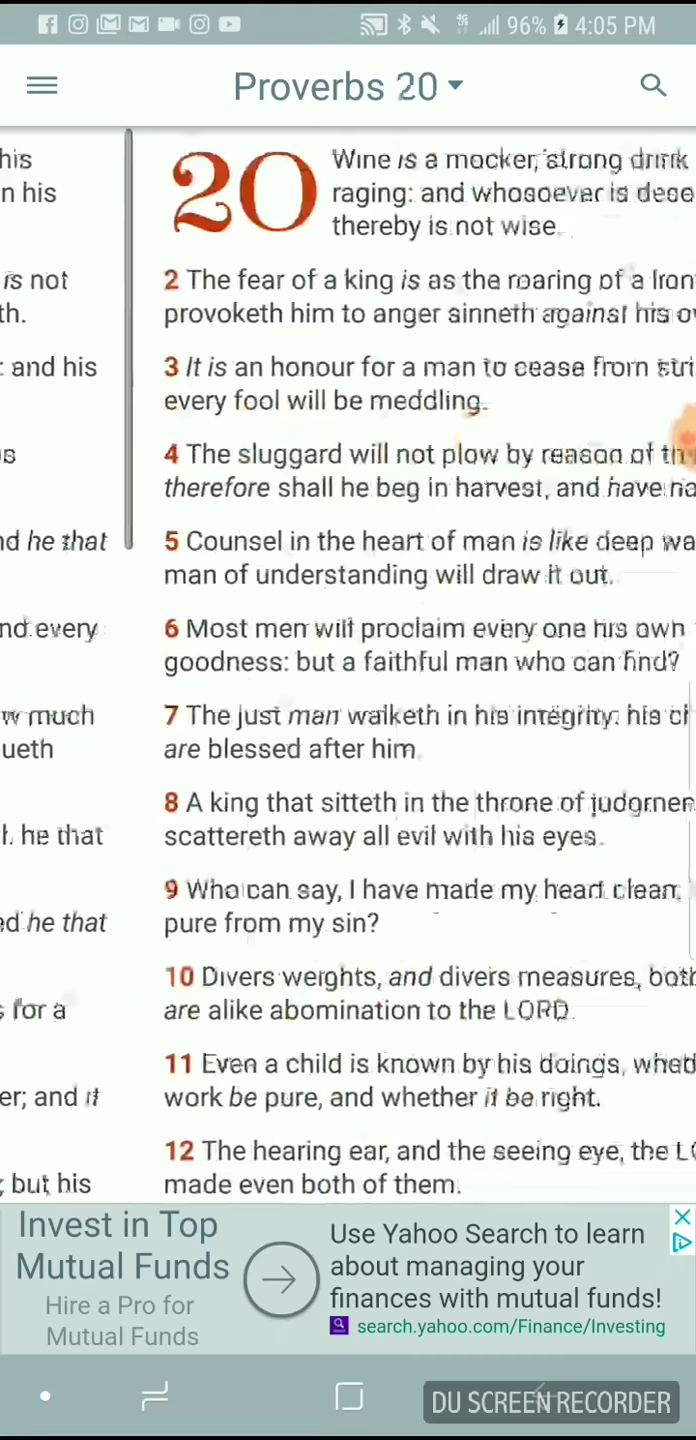 96% 4:05 PM
Proverbs 20
his
n his
is not
th.
: and his
nd he that
nd every
w much
ueth
he that
ed he that
for a
er; and it
; but his
20
Wine is a mocker, strong drink
raging: and whosoever is dece
thereby is not wise.
2 The fear of a king is as the roaring of a lion
provoketh him to anger sinneth against his o
3 It is an honour for a man to cease from stri
every fool will be meddling.
4 The sluggard will not plow by reason of th
therefore shall he beg in harvest, and have no
5 Counsel in the heart of man is like deep wa
man of understanding will draw it out.
6 Most men will proclaim every one his own
goodness: but a faithful man who can find?
7 The just man walketh in his integrity: his ch
are blessed after him.
8 A king that sitteth in the throne of judgmen
scattereth away all evil with his eyes.
9 Who can say, I have made my heart clean,
pure from my sin?
10 Divers weights, and divers measures, both
are alike abomination to the LORD.
11 Even a child is known by his doings, whet
work be pure, and whether it be right.
12 The hearing ear, and the seeing eye, the LO
made even both of them.
Invest in Top
Mutual Funds
Hire a Pro for
Mutual Funds
Use Yahoo Search to learn
about managing your
finances with mutual funds!
search.yahoo.com/Finance/Investing
DU SCREEN RECORDER